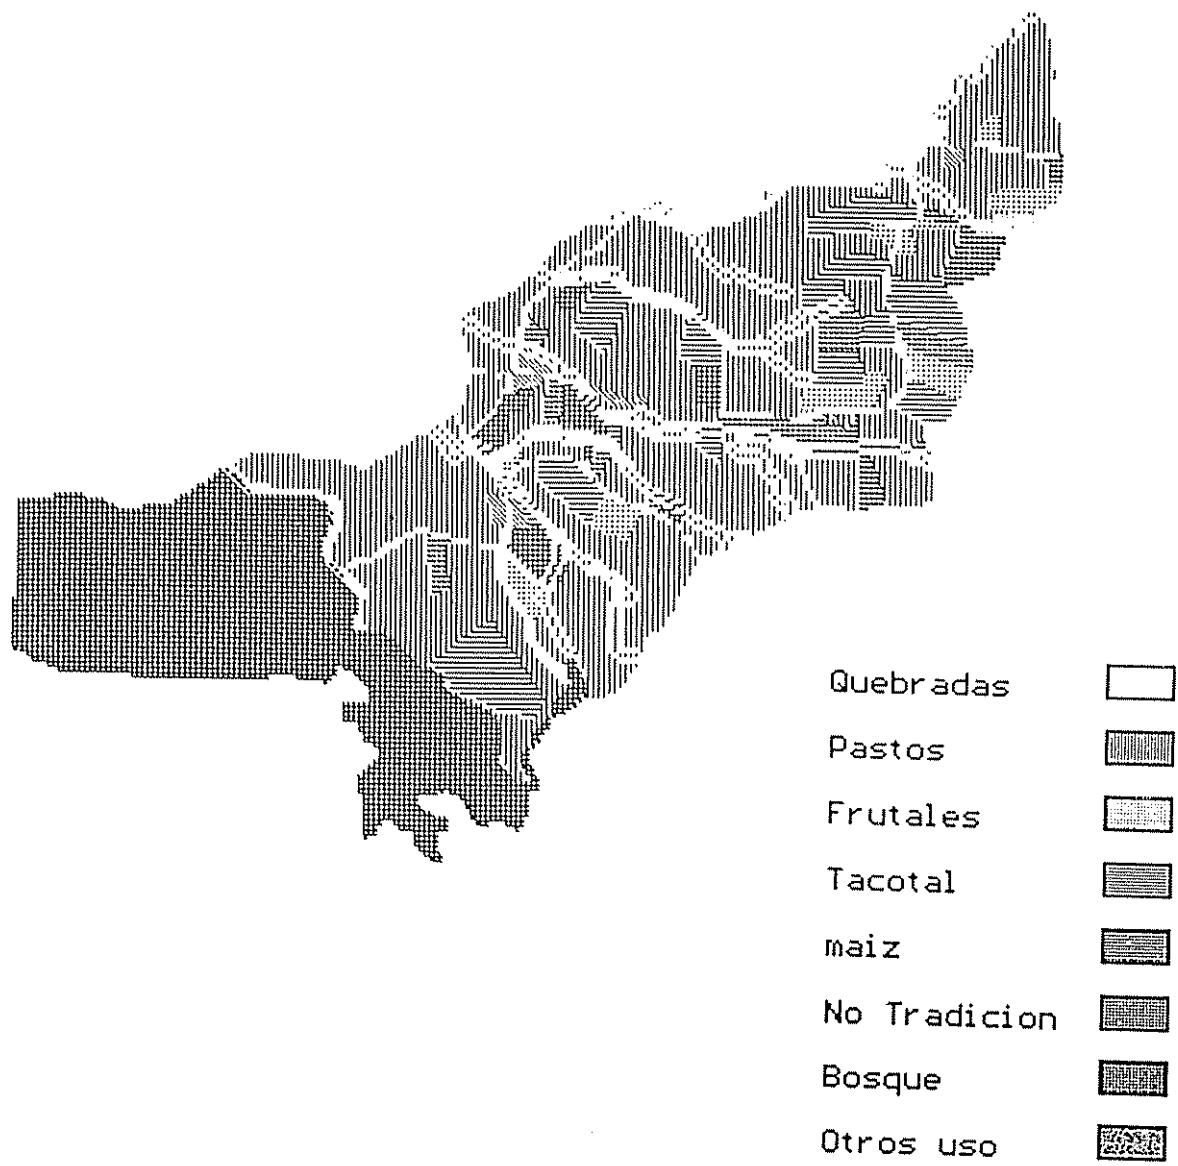 Quebradas
Pastos
Frutales
Tacotal
maiz
No Tradicion
Bosque
Otros uso